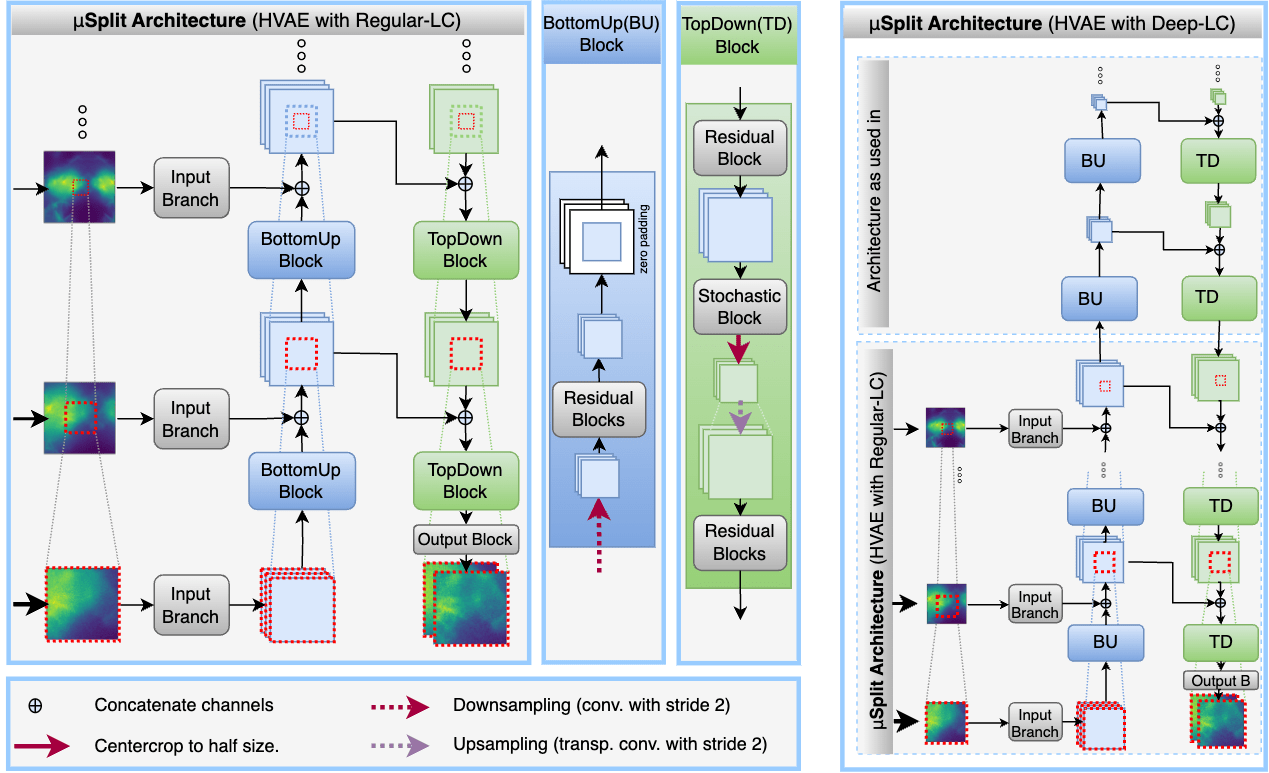 μSplit Architecture (HVAE with Regular-LC)
Input
Branch
BottomUp
Block
TopDown
Block
Input
Branch
BottomUp
Block
TopDown
Block
Output Block
Input
Branch
BottomUp(BU)
Block
zero padding
Residual
Blocks
TopDown(TD)
Block
Residual
Block
Stochastic
Block
Residual
Blocks
Concatenate channels
Centercrop to half size.
Downsampling (conv. with stride 2)
Upsampling (transp. conv. with stride 2)
μSplit Architecture (HVAE with Deep-LC)
Architecture as used in
BU
TD
BU
TD
μSplit Architecture (HVAE with Regular-LC)
Input
Branch
BU
TD
Input
Branch
BU
TD
Output B
Input
Branch